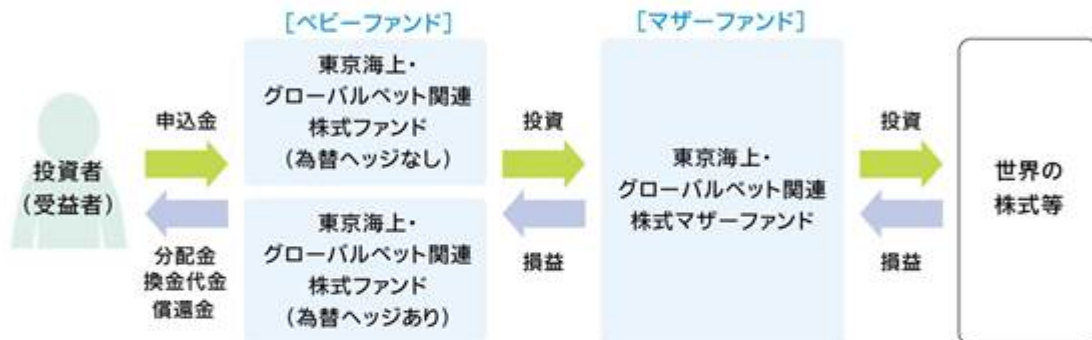 [ベビーファンド]
[マザーファンド]
投資者
(受益者)
申込金
分配金
換金代金
償還金
東京海上・
グローバルペット関連
株式ファンド
(為替ヘッジなし)
東京海上・
グローバルペット関連
株式ファンド
(為替ヘッジあり)
投資
損益
東京海上・
グローバルペット関連
株式マザーファンド
投資
損益
世界の
株式等